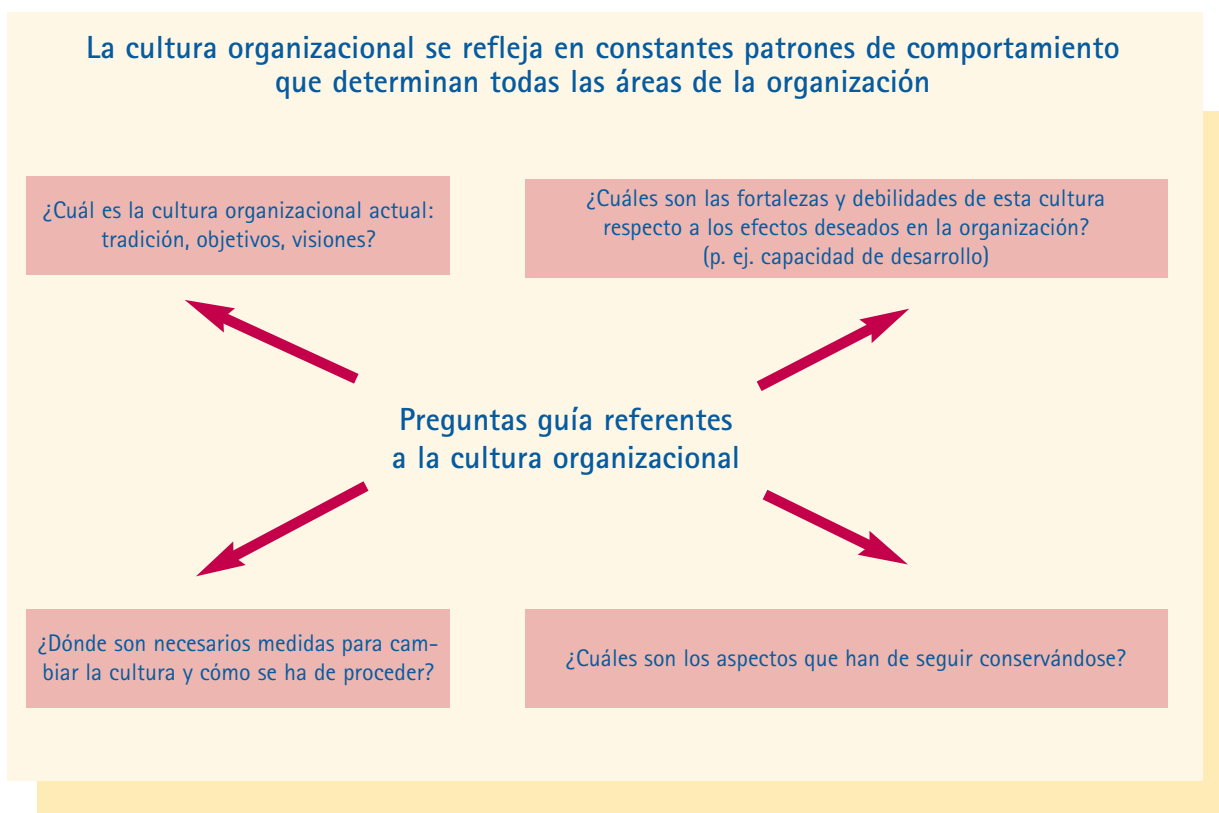 La cultura organizacional se refleja en constantes patrones de comportamiento
que determinan todas las áreas de la organización
¿Cuál es la cultura organizacional actual:
tradición, objetivos, visiones?
¿Cuáles son las fortalezas y debilidades de esta cultura
respecto a los efectos deseados en la organización?
(p. ej. capacidad de desarrollo)
Preguntas guía referentes
a la cultura organizacional
¿Dónde son necesarios medidas para cam-
biar la cultura y cómo se ha de proceder?
¿Cuáles son los aspectos que han de seguir conservándose?